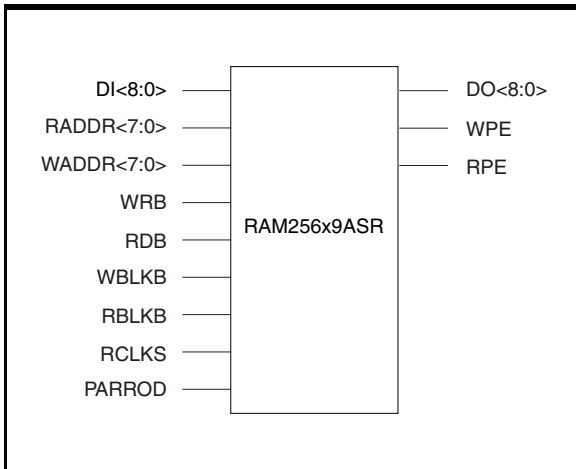 DI<8:0>
RADDR<7:0>
WADDR<7:0>
WRB
RDB
WBLKB
RBLKB
RCLKS
PARROD
RAM256x9ASR
DO<8:0>
WPE
RPE